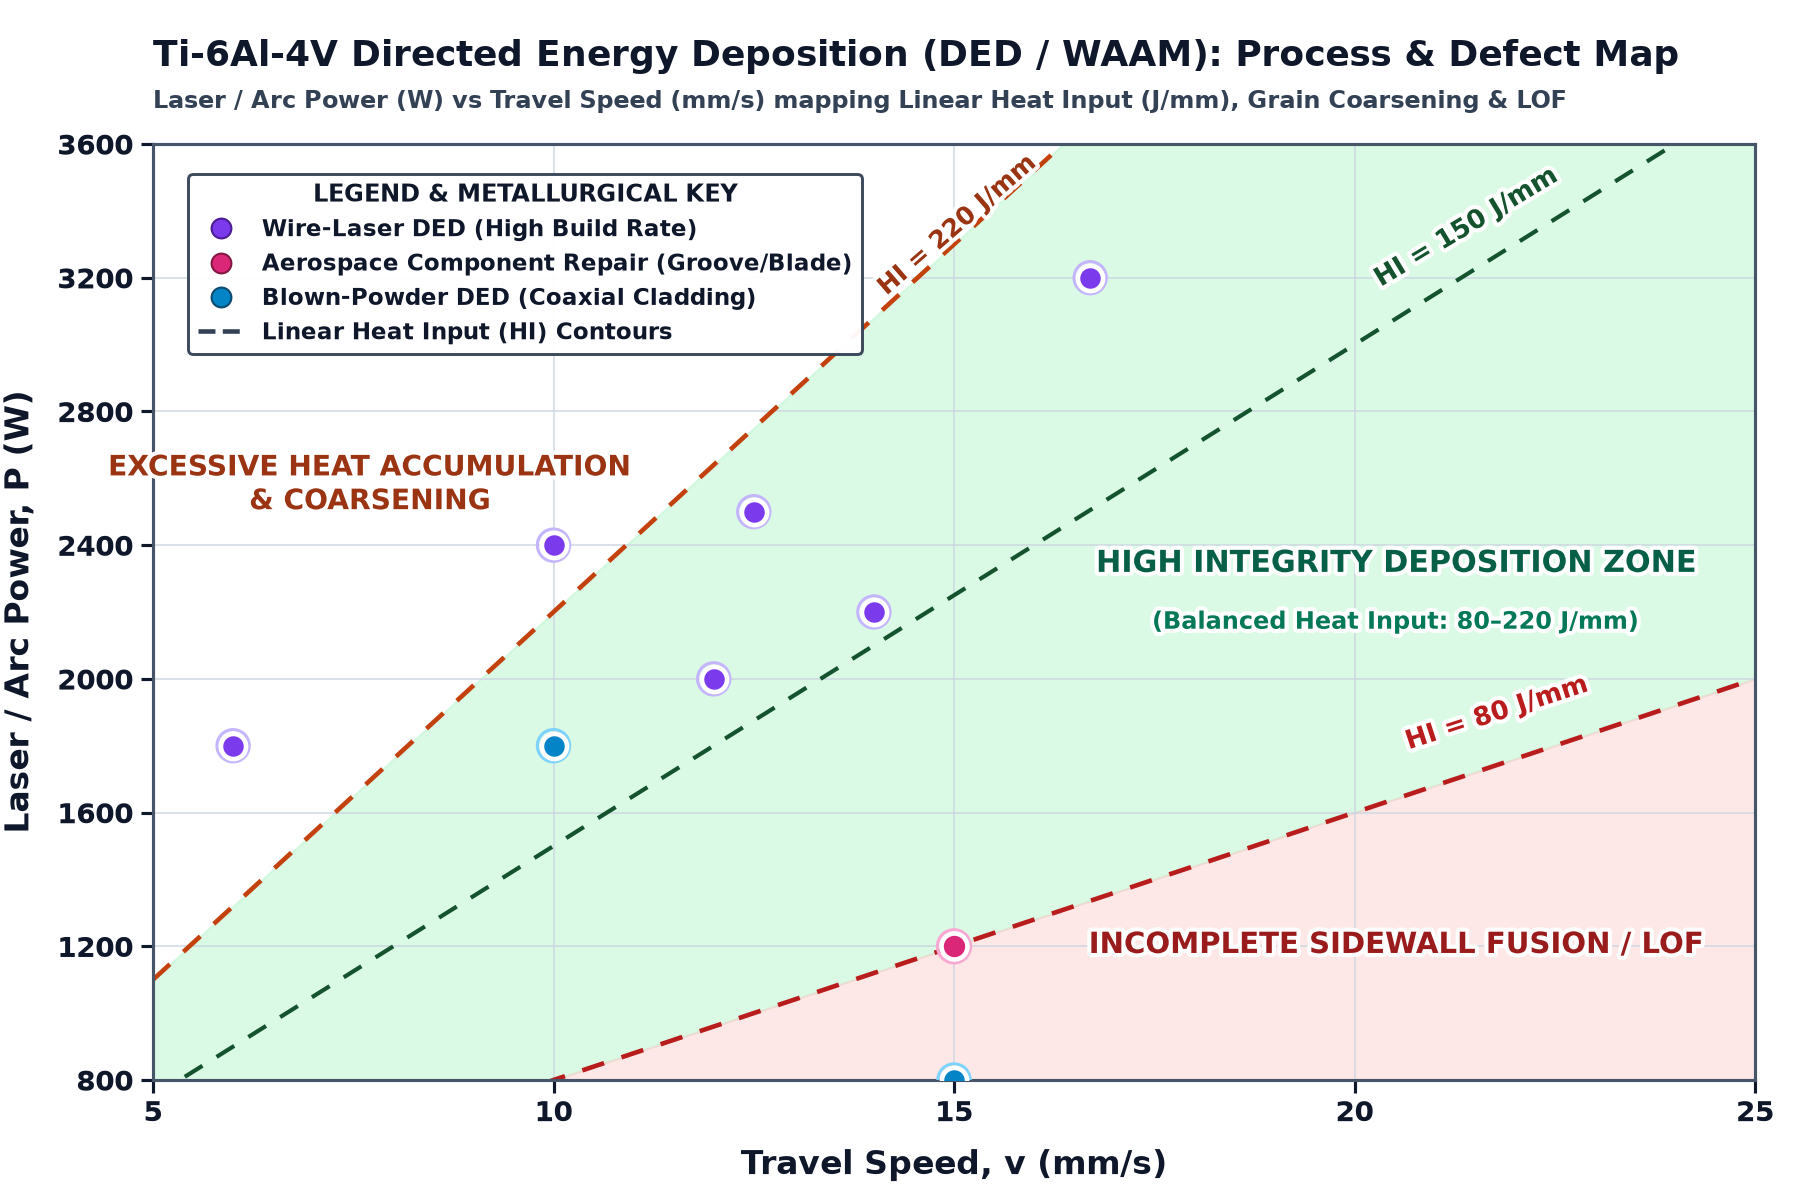 Ti-6Al-4V Directed Energy Deposition (DED / WAAM): Process & Defect Map
Laser / Arc Power (W) vs Travel Speed (mm/s) mapping Linear Heat Input (J/mm), Grain Coarsening & LOF
LEGEND & METALLURGICAL KEY
Wire-Laser DED (High Build Rate)
Aerospace Component Repair (Groove/Blade)
Blown-Powder DED (Coaxial Cladding)
Linear Heat Input (HI) Contours
HI = 220 J/mm
HI = 150 J/mm
EXCESSIVE HEAT ACCUMULATION
& COARSENING
HIGH INTEGRITY DEPOSITION ZONE
(Balanced Heat Input: 80–220 J/mm)
HI = 80 J/mm
INCOMPLETE SIDEWALL FUSION / LOF
Laser / Arc Power, P (W)
3600
3200
2800
2400
2000
1600
1200
800
5
10
15
20
25
Travel Speed, v (mm/s)